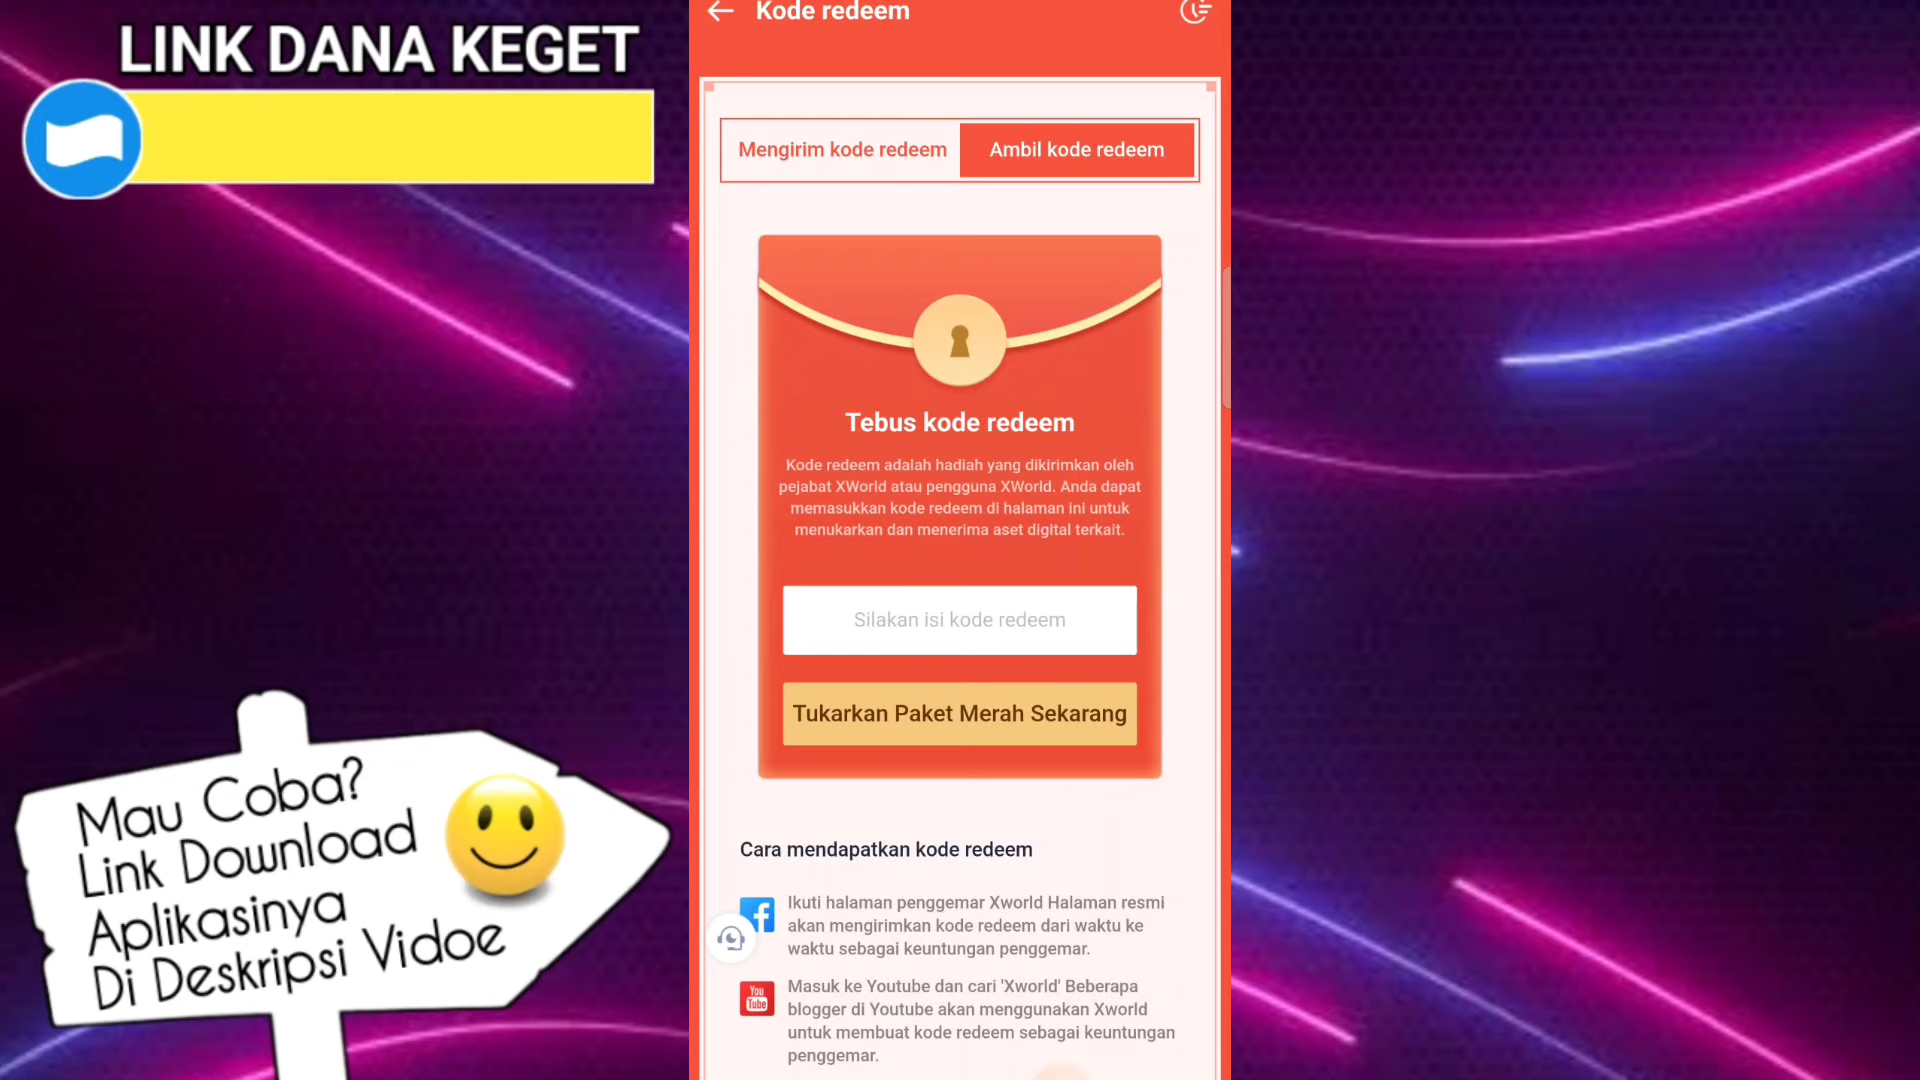 LINK DANA KEGET
Kode redeem
Mengirim kode redeem
Ambil kode redeem
Tebus kode redeem
Kode redeem adalah hadiah yang dikirimkan oleh
pejabat XWorld atau pengguna XWorld. Anda dapat
memasukkan kode redeem di halaman ini untuk
menukarkan dan menerima aset digital terkait.
Silakan isi kode redeem
Tukarkan Paket Merah Sekarang
Cara mendapatkan kode redeem
Ikuti halaman penggemar Xworld Halaman resmi
akan mengirimkan kode redeem dari waktu ke
waktu sebagai keuntungan penggemar.
You
Tube
Masuk ke Youtube dan cari 'Xworld' Beberapa
blogger di Youtube akan menggunakan Xworld
untuk membuat kode redeem sebagai keuntungan
penggemar.
Mau Coba?
Link Download
Aplikasinya
Di Deskripsi Vidoe